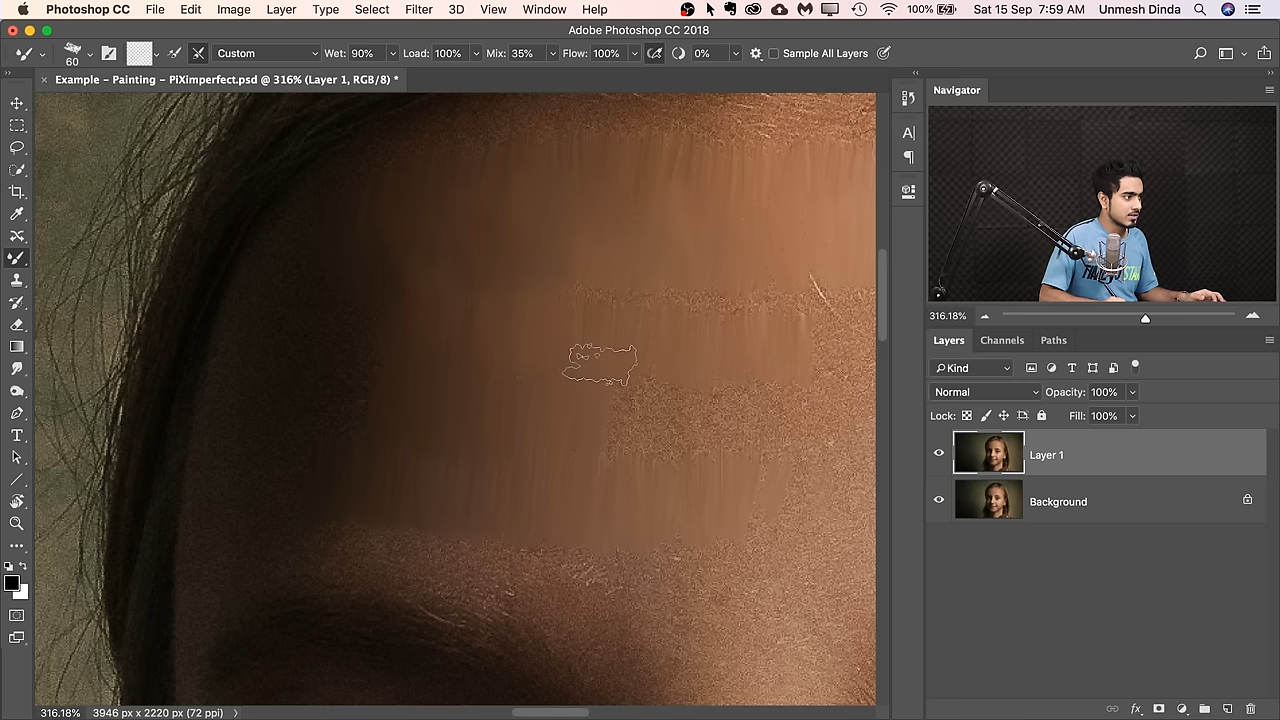 Photoshop CC File Edit Image Layer Type Select Filter 3D View Window Help 100% Sat 15 Sep 7:59 AM Unmesh Dinda
Adobe Photoshop CC 2018
60 Custom Wet: 90% Load: 100% Mix: 35% Flow: 100% 0% Sample All Layers
Example - Painting - PiXimperfect.psd @ 316% (Layer 1, RGB/8) *
Navigator
316.18%
Layers Channels Paths
Kind
Normal Opacity: 100%
Lock: Fill: 100%
Layer 1
Background
316.18% 3946 px x 2220 px (72 ppi)